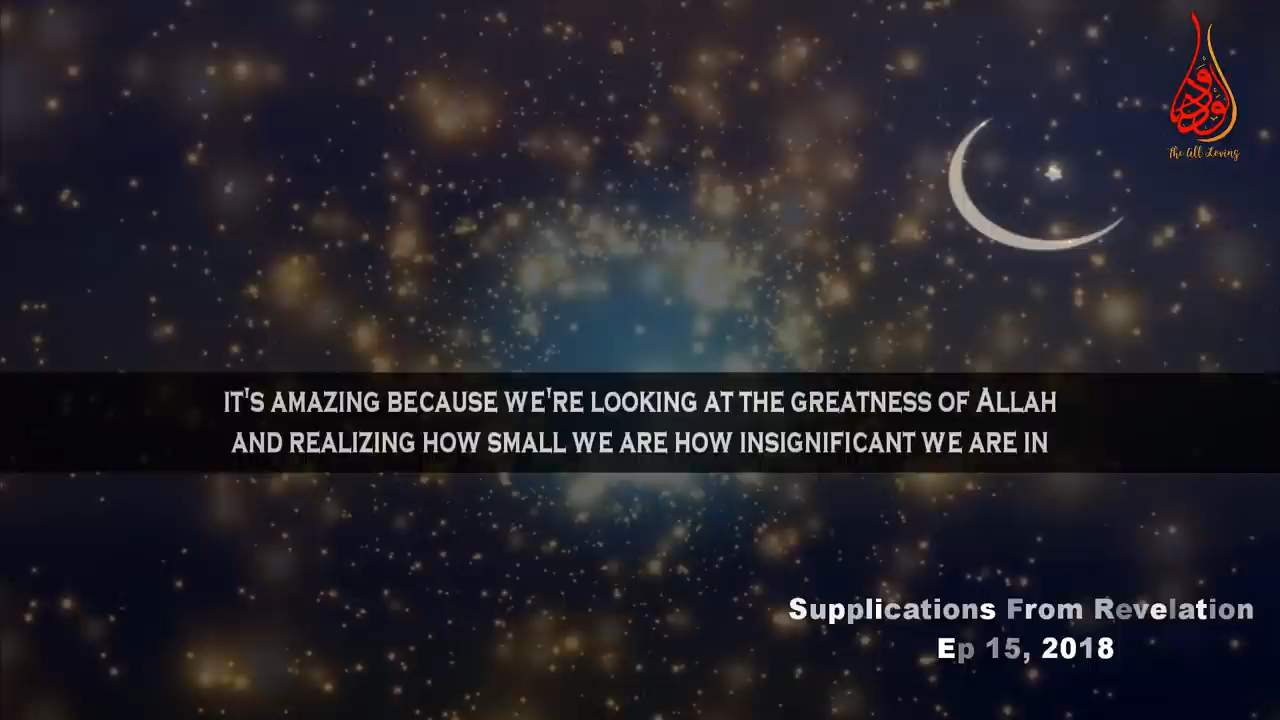 ودود
The All Loving
it's amazing because we're looking at the greatness of Allah
and realizing how small we are how insignificant we are in
Supplications From Revelation
Ep 15, 2018